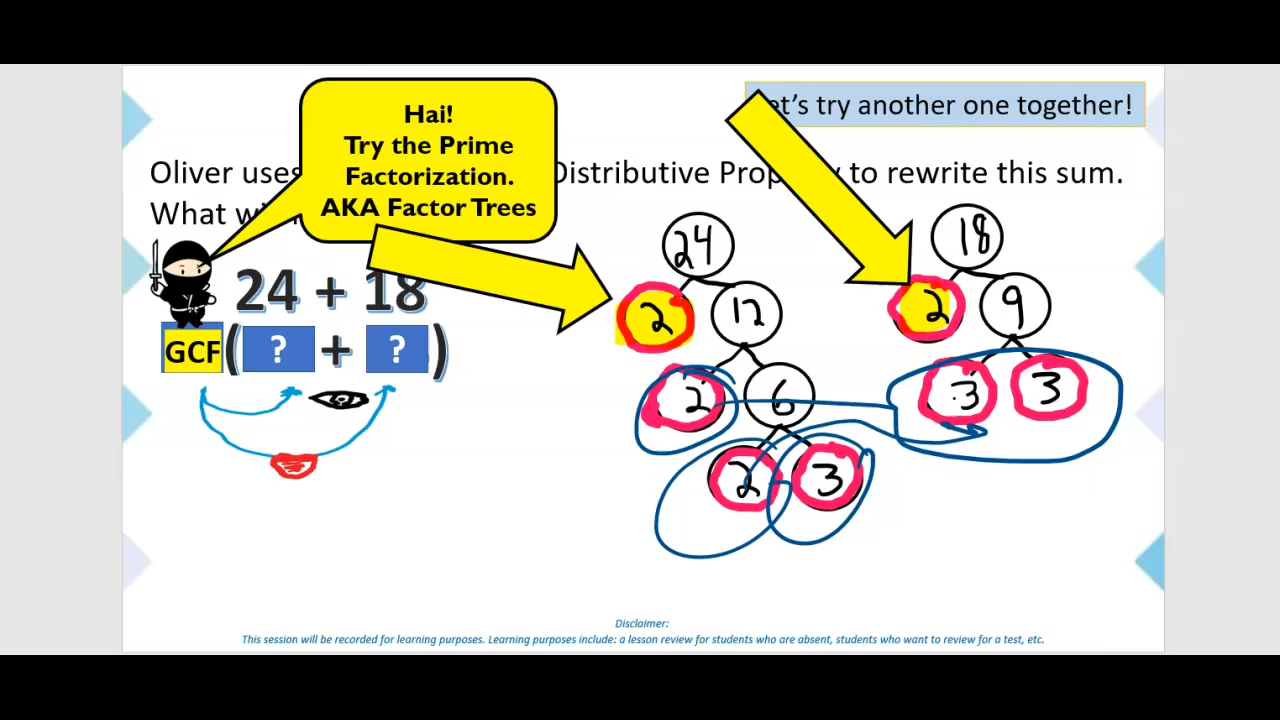 Hai!
Try the Prime
Factorization.
AKA Factor Trees
et's try another one together!
Oliver uses Distributive Prop y to rewrite this sum.
What w
24 + 18
GCF( ? + ? )
24
18
2
12
2
9
2
6
3
3
2
3
Disclaimer:
This session will be recorded for learning purposes. Learning purposes include: a lesson review for students who are absent, students who want to review for a test, etc.